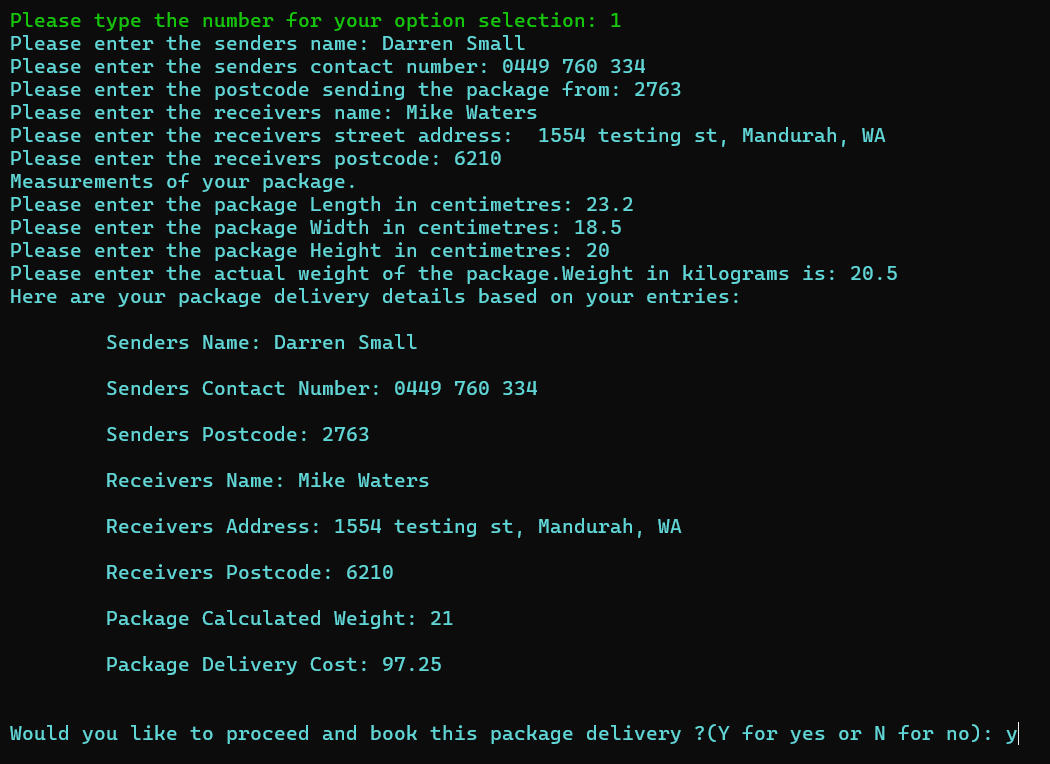 Please type the number for your option selection: 1
Please enter the senders name: Darren Small
Please enter the senders contact number: 0449 760 334
Please enter the postcode sending the package from: 2763
Please enter the receivers name: Mike Waters
Please enter the receivers street address:  1554 testing st, Mandurah, WA
Please enter the receivers postcode: 6210
Measurements of your package.
Please enter the package Length in centimetres: 23.2
Please enter the package Width in centimetres: 18.5
Please enter the package Height in centimetres: 20
Please enter the actual weight of the package.Weight in kilograms is: 20.5
Here are your package delivery details based on your entries:
Senders Name: Darren Small
Senders Contact Number: 0449 760 334
Senders Postcode: 2763
Receivers Name: Mike Waters
Receivers Address: 1554 testing st, Mandurah, WA
Receivers Postcode: 6210
Package Calculated Weight: 21
Package Delivery Cost: 97.25
Would you like to proceed and book this package delivery ?(Y for yes or N for no): y